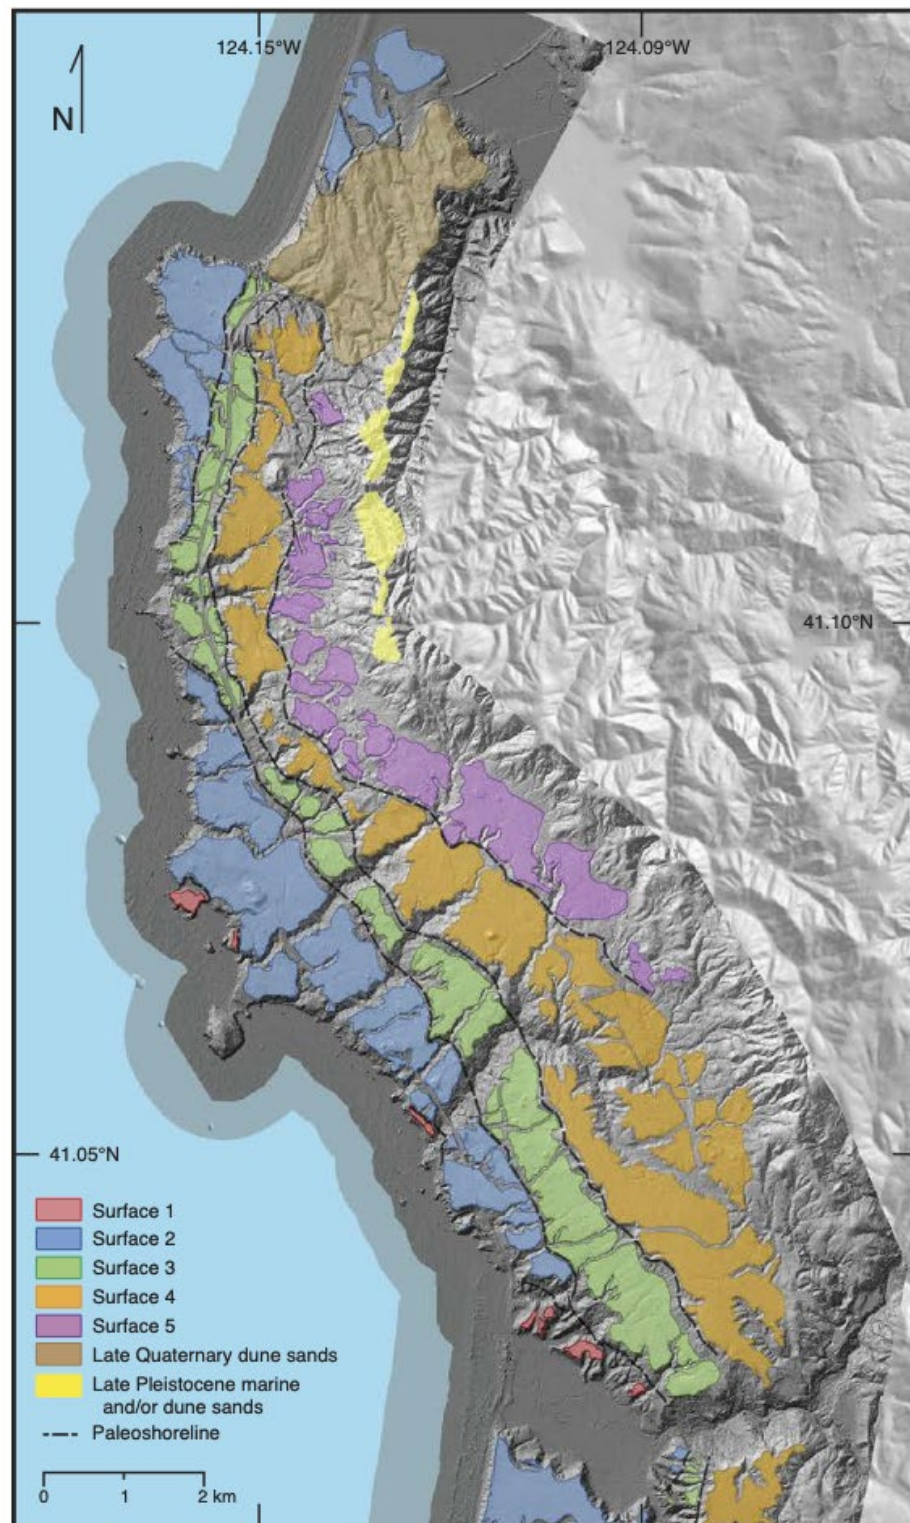 124.15°W
124.09°W
N
41.10°N
41.05°N
Surface 1
Surface 2
Surface 3
Surface 4
Surface 5
Late Quaternary dune sands
Late Pleistocene marine
and/or dune sands
Paleoshoreline
0 1 2 km